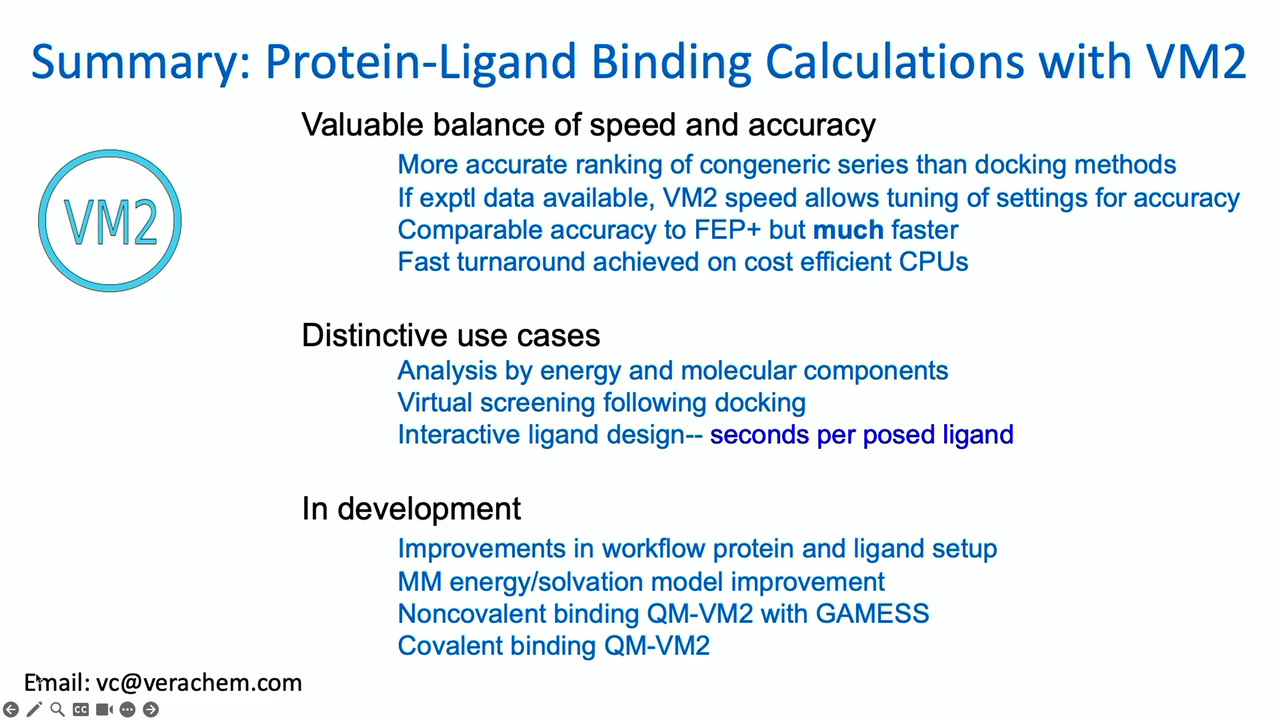 Summary: Protein-Ligand Binding Calculations with VM2
Valuable balance of speed and accuracy
VM2
More accurate ranking of congeneric series than docking methods
If exptl data available, VM2 speed allows tuning of settings for accuracy
Comparable accuracy to FEP+ but much faster
Fast turnaround achieved on cost efficient CPUs
Distinctive use cases
Analysis by energy and molecular components
Virtual screening following docking
Interactive ligand design-- seconds per posed ligand
In development
Improvements in workflow protein and ligand setup
MM energy/solvation model improvement
Noncovalent binding QM-VM2 with GAMESS
Covalent binding QM-VM2
Email: vc@verachem.com
CC